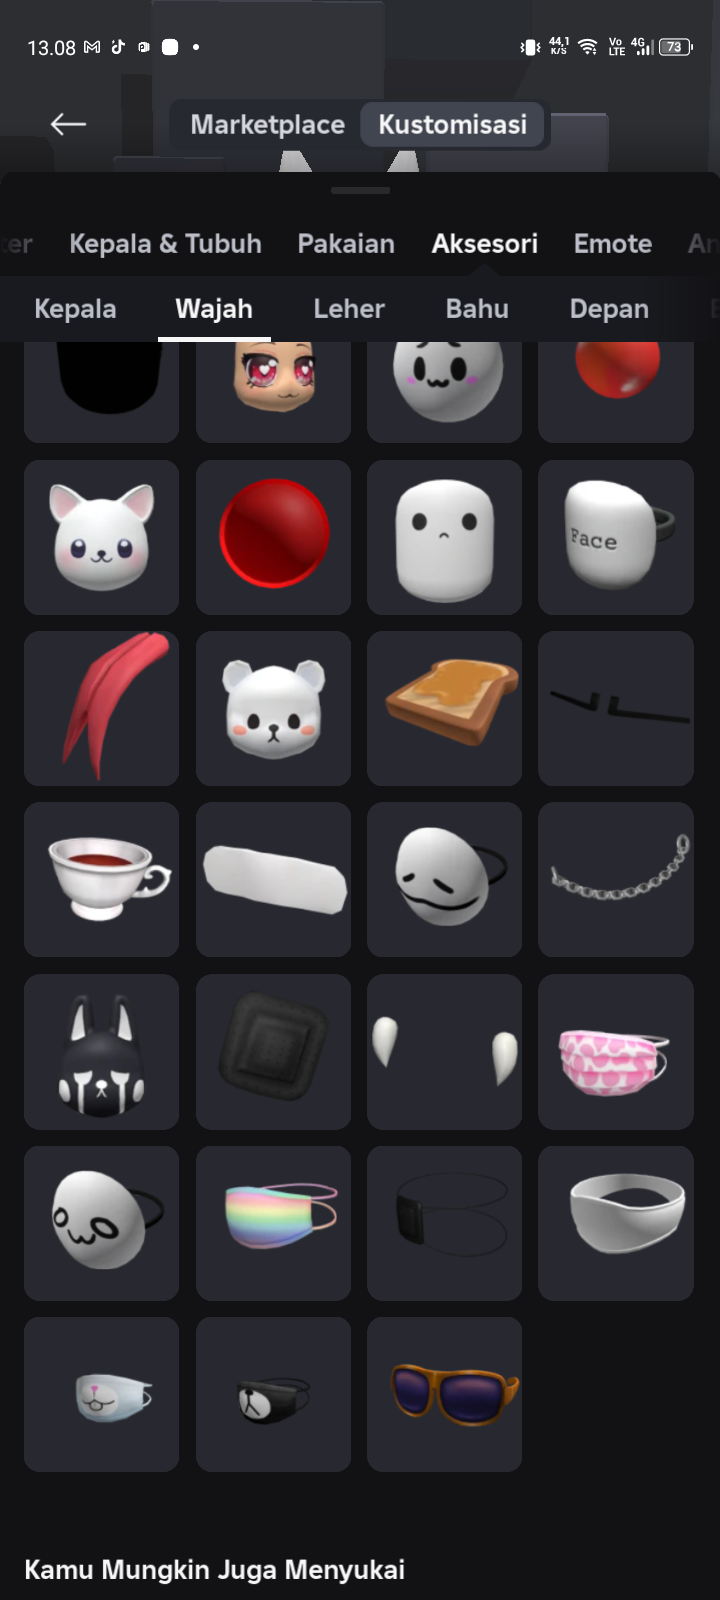 13.08 44,1 K/S Vo LTE 4G 73
Marketplace Kustomisasi
er Kepala & Tubuh Pakaian Aksesori Emote
Kepala Wajah Leher Bahu Depan
Face
Kamu Mungkin Juga Menyukai